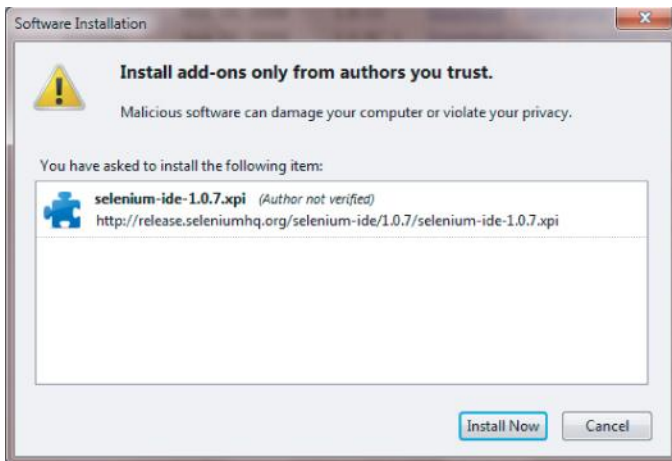 Software Installation
Install add-ons only from authors you trust.
Malicious software can damage your computer or violate your privacy.
You have asked to install the following item:
selenium-ide-1.0.7.xpi (Author not verified)
http://release.seleniumhq.org/selenium-ide/1.0.7/selenium-ide-1.0.7.xpi
Install Now Cancel